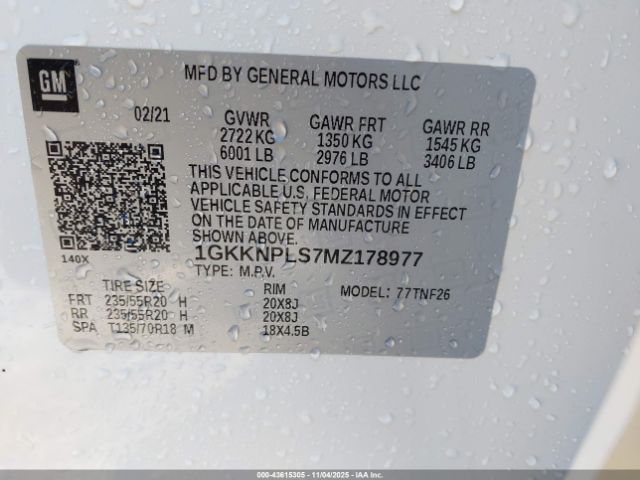 GM
MFD BY GENERAL MOTORS LLC
02/21 GVWR GAWR FRT GAWR RR
2722 KG 1350 KG 1545 KG
6001 LB 2976 LB 3406 LB
THIS VEHICLE CONFORMS TO ALL
APPLICABLE U.S. FEDERAL MOTOR
VEHICLE SAFETY STANDARDS IN EFFECT
ON THE DATE OF MANUFACTURE
SHOWN ABOVE.
140X 1GKKNPLS7MZ178977
TYPE: M.P.V.
TIRE SIZE RIM MODEL: 77TNF26
FRT 235/55R20 H 20X8J
RR 235/55R20 H 20X8J
SPA T135/70R18 M 18X4.5B
000-43615305 - 11/04/2025 - IAAI.COM